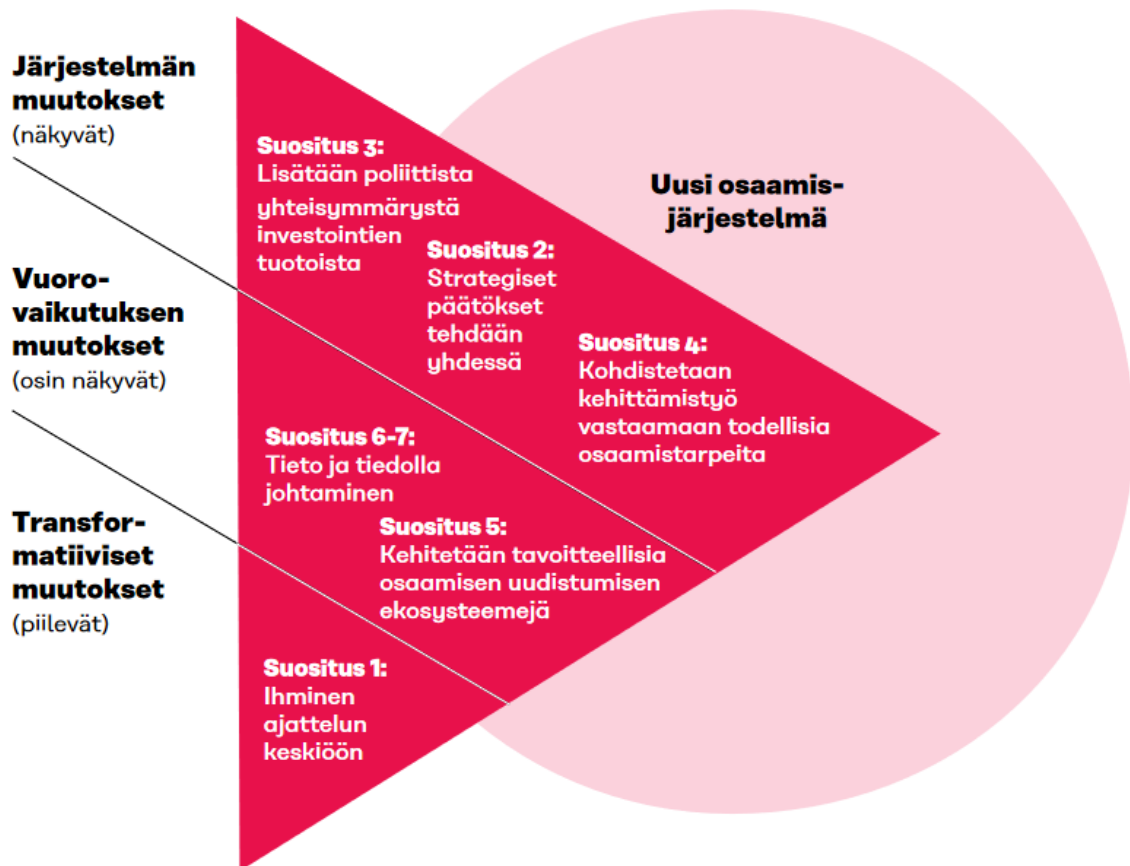 Järjestelmän
muutokset
(näkyvät)
Vuoro-
vaikutuksen
muutokset
(osin näkyvät)
Transfor-
matiiviset
muutokset
(piilevät)
Suositus 3:
Lisätään poliittista
yhteisymmärystä
investointien
tuotoista
Suositus 2:
Strategiset
päätökset
tehdään
yhdessä
Suositus 4:
Kohdistetaan
kehittämistyö
vastaamaan todellisia
osaamistarpeita
Suositus 6-7:
Tieto ja tiedolla
johtaminen
Suositus 5:
Kehitetään tavoitteellisia
osaamisen uudistumisen
ekosysteemejä
Suositus 1:
Ihminen
ajattelun
keskiöön
Uusi osaamis-
järjestelmä